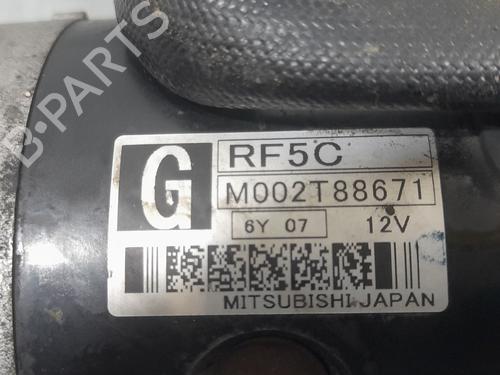 G
RF5C
M002T88671
6Y 07 12V
MITSUBISHI JAPAN
B-PARTS